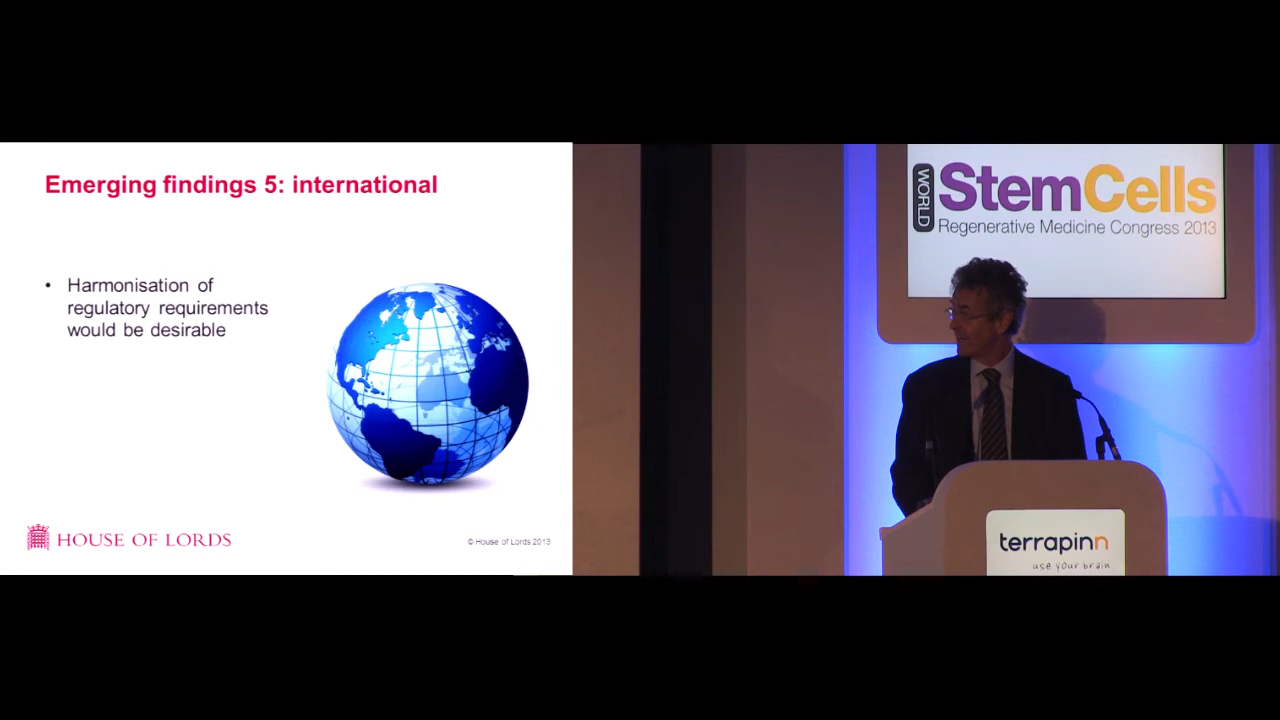 Emerging findings 5: international
• Harmonisation of
regulatory requirements
would be desirable
HOUSE OF LORDS
© House of Lords 2013
WORLD
StemCells
Regenerative Medicine Congress 2013
terrapinn
use your brain